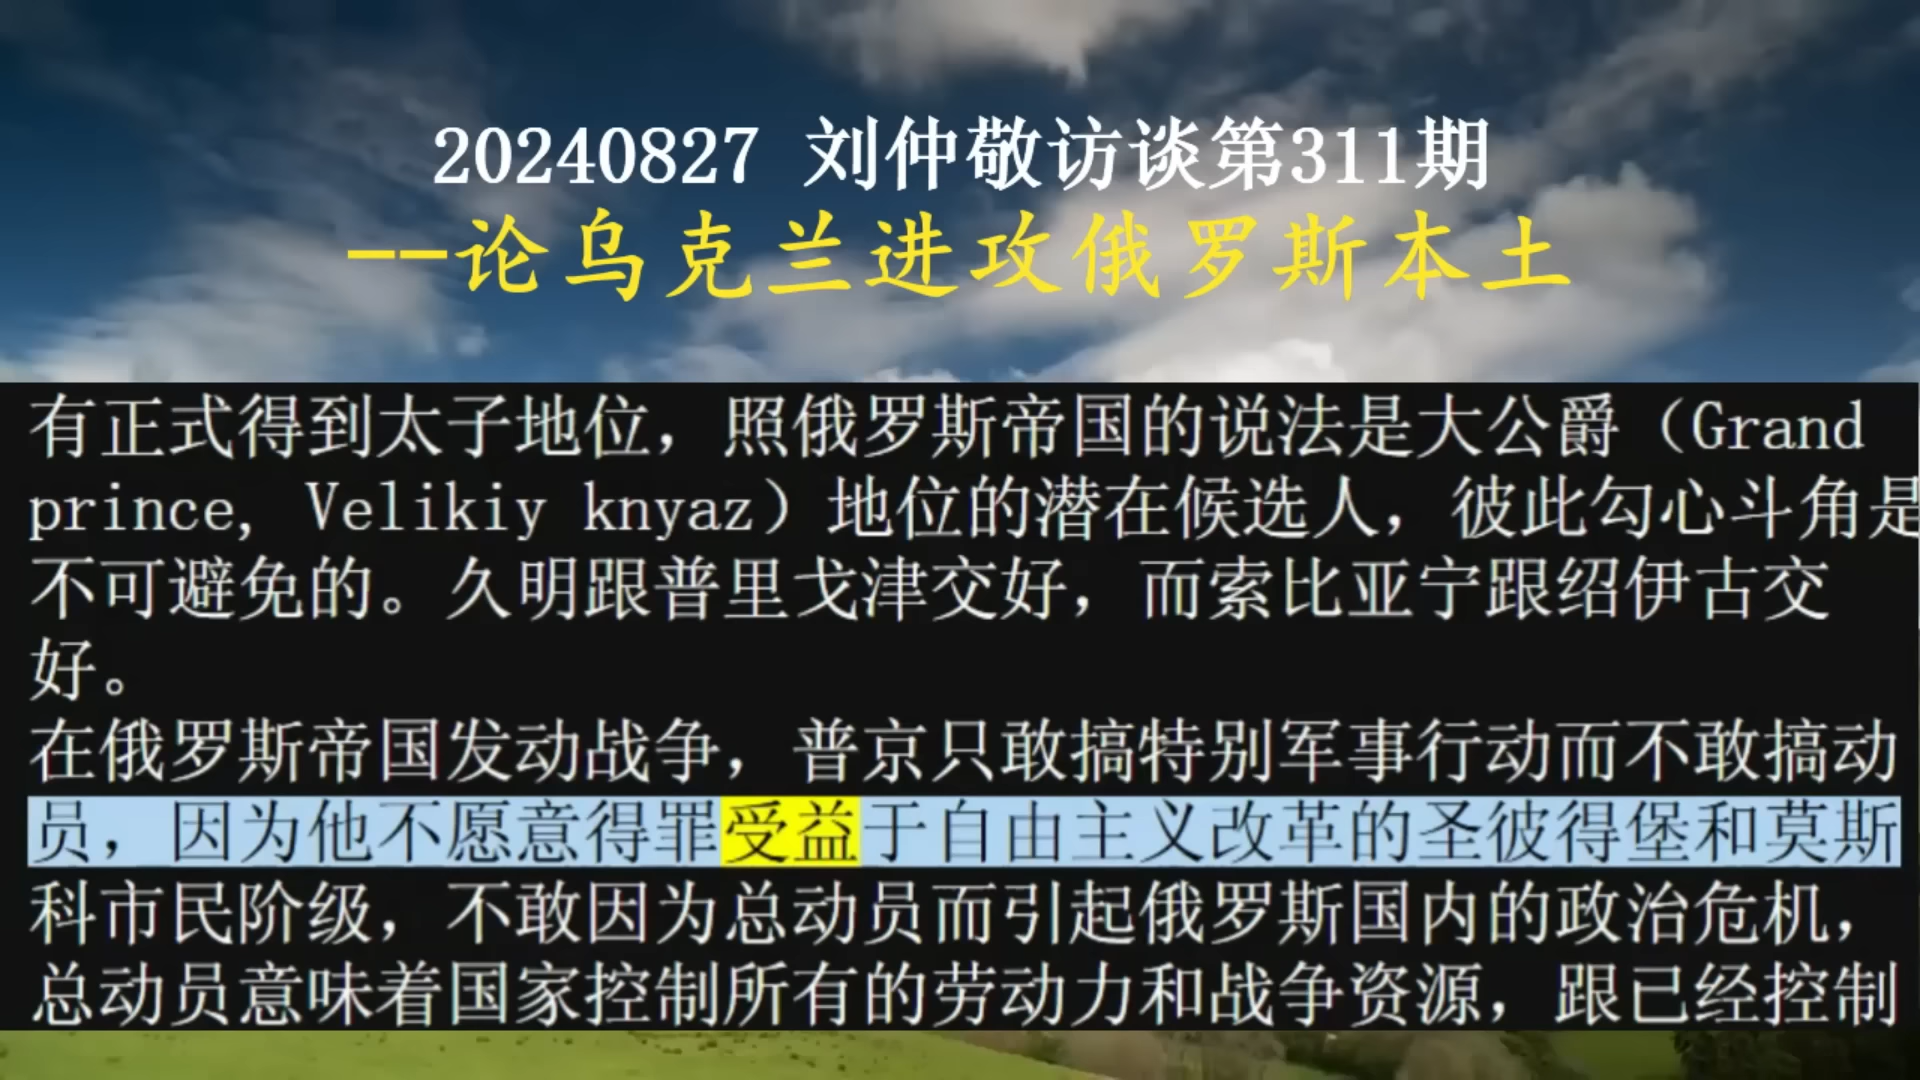 20240827 刘仲敬访谈第311期
--论乌克兰进攻俄罗斯本土
有正式得到太子地位，照俄罗斯帝国的说法是大公爵（Grand
prince, Velikiy knyaz）地位的潜在候选人，彼此勾心斗角是
不可避免的。久明跟普里戈津交好，而索比亚宁跟绍伊古交
好。
在俄罗斯帝国发动战争，普京只敢搞特别军事行动而不敢搞动
员，因为他不愿意得罪受益于自由主义改革的圣彼得堡和莫斯
科市民阶级，不敢因为总动员而引起俄罗斯国内的政治危机，
总动员意味着国家控制所有的劳动力和战争资源，跟已经控制